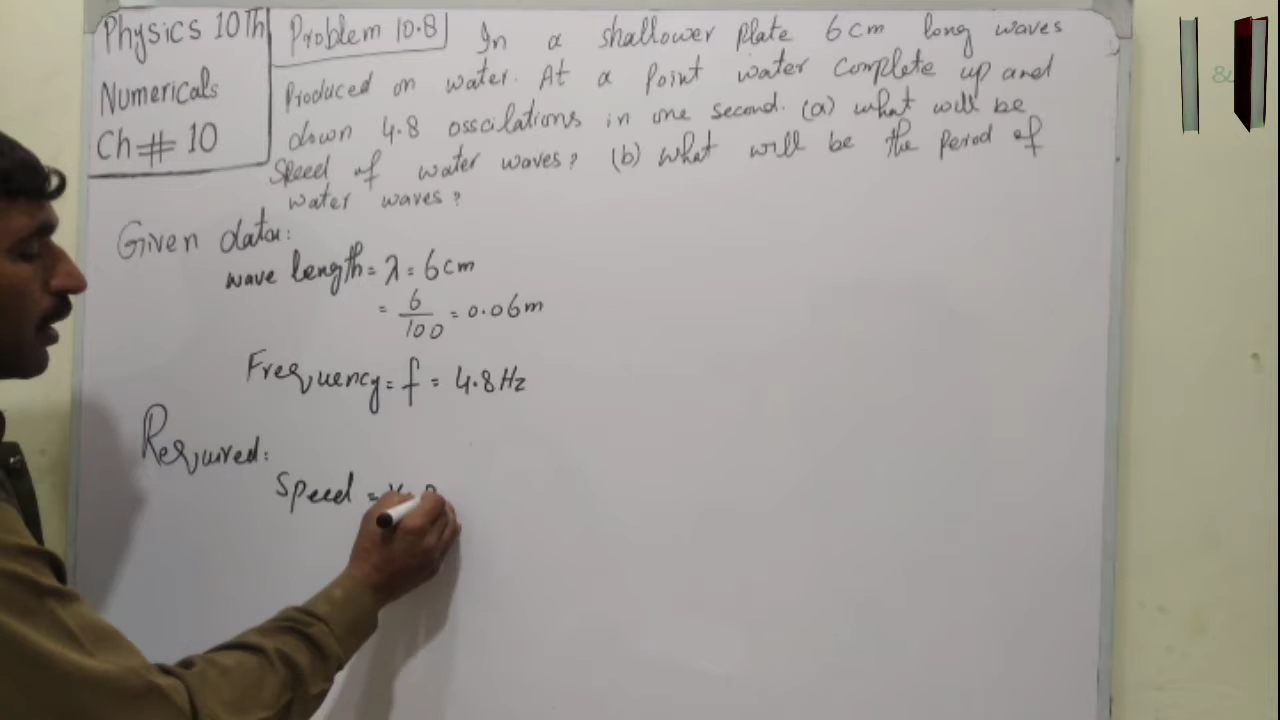 Physics 10Th
Numericals
Ch# 10
Problem 10.8 In a shallower plate 6cm long waves
Produced on water. At a Point water Complete up and
down 4.8 osscilations in one second. (a) what will be
Speed of water waves? (b) what will be the period of
water waves?
Given data:
wave length = λ = 6cm
= 6/100 = 0.06m
Frequency = f = 4.8Hz
Required:
Speed =